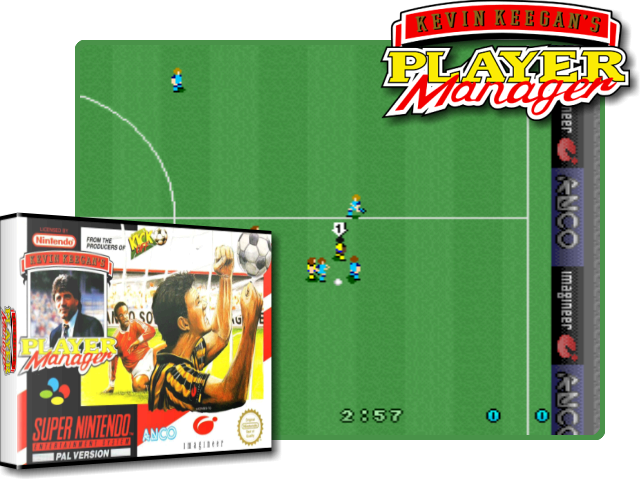 KEVIN KEEGAN'S
PLAYER
Manager
imagineer
ANCO
1
imagineer
ANCO
2:57
0
0
LICENSED BY
Nintendo
FROM THE
PRODUCERS OF
KICK OFF
KEVIN KEEGAN'S
PLAYER
Manager
SUPER NINTENDO
ENTERTAINMENT SYSTEM
PAL VERSION
ANCO
imagineer